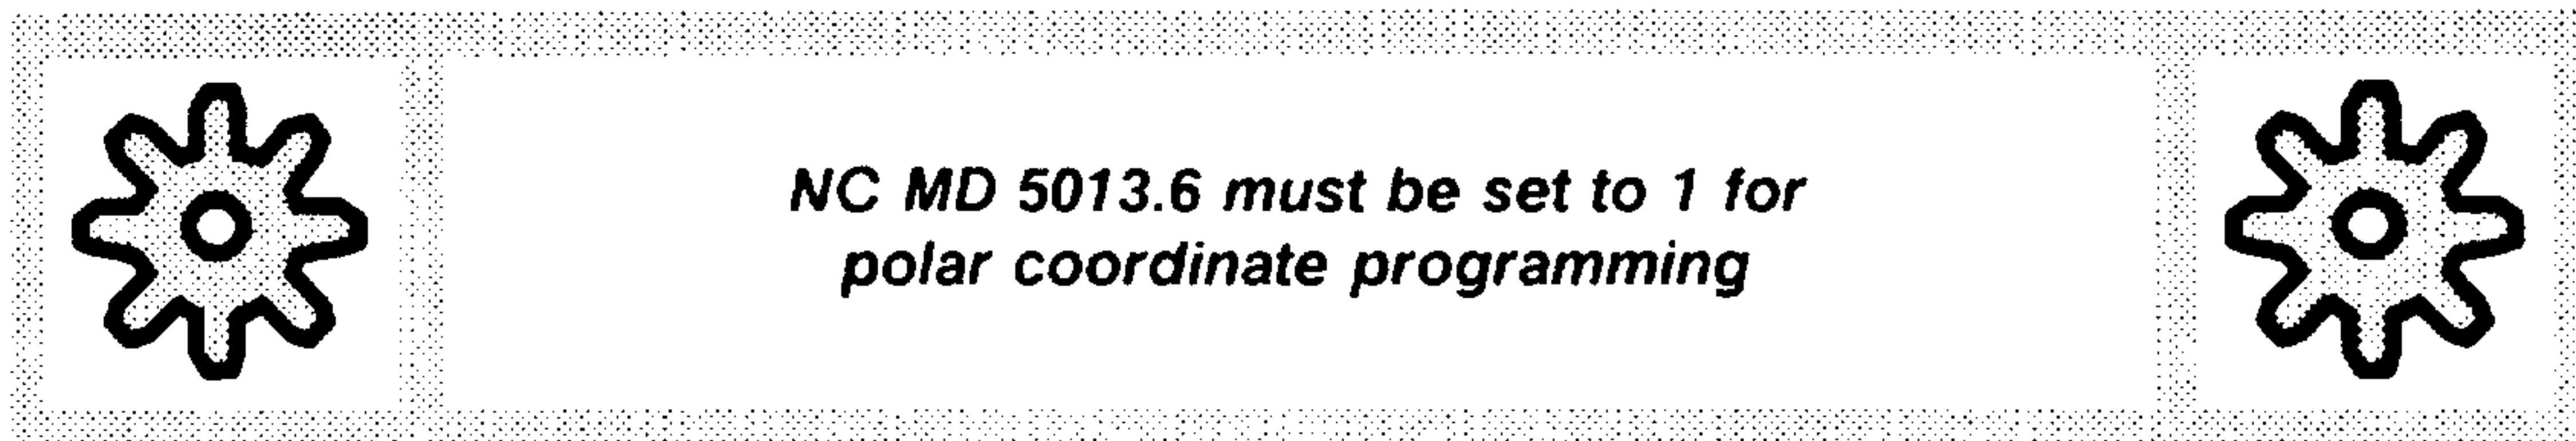 NC MD 5013.6 must be set to 1 for
polar coordinate programming